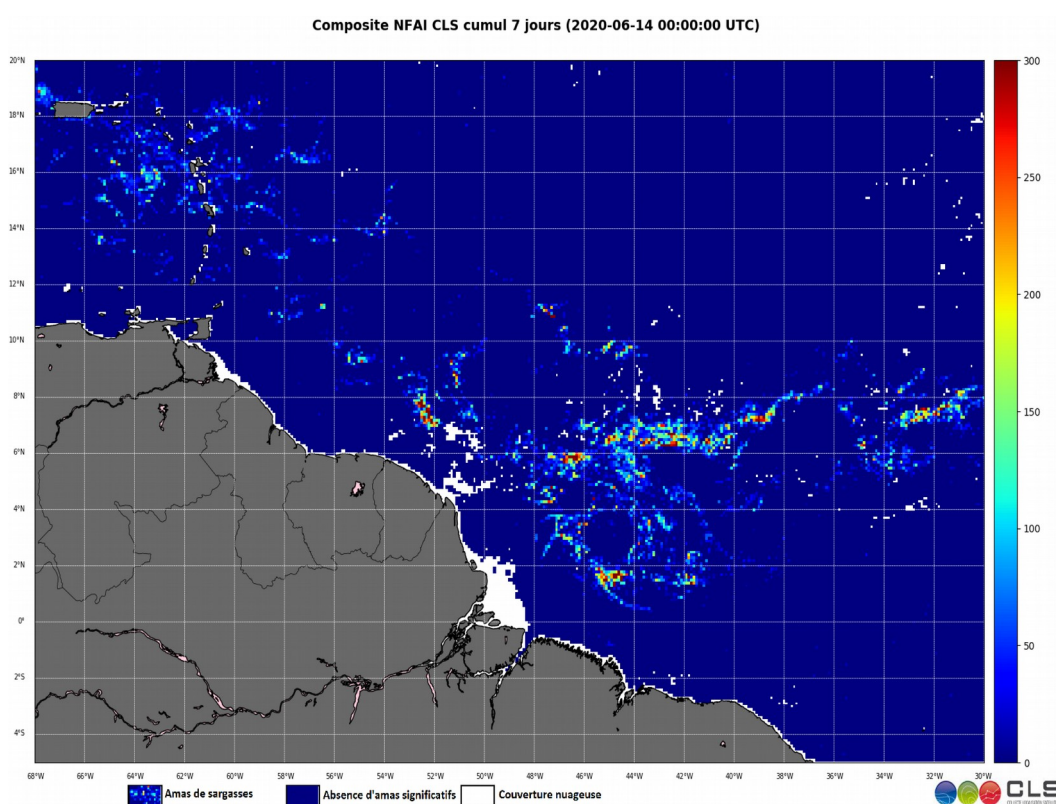 Composite NFAI CLS cumul 7 jours (2020-06-14 00:00:00 UTC)
20°N
18°N
16°N
14°N
12°N
10°N
8°N
6°N
4°N
2°N
0°
2°S
4°S
300
250
200
150
100
50
0
68°W 66°W 64°W 62°W 60°W 58°W 56°W 54°W 52°W 50°W 48°W 46°W 44°W 42°W 40°W 38°W 36°W 34°W 32°W 30°W
Amas de sargasses Absence d'amas significatifs Couverture nuageuse
CLS